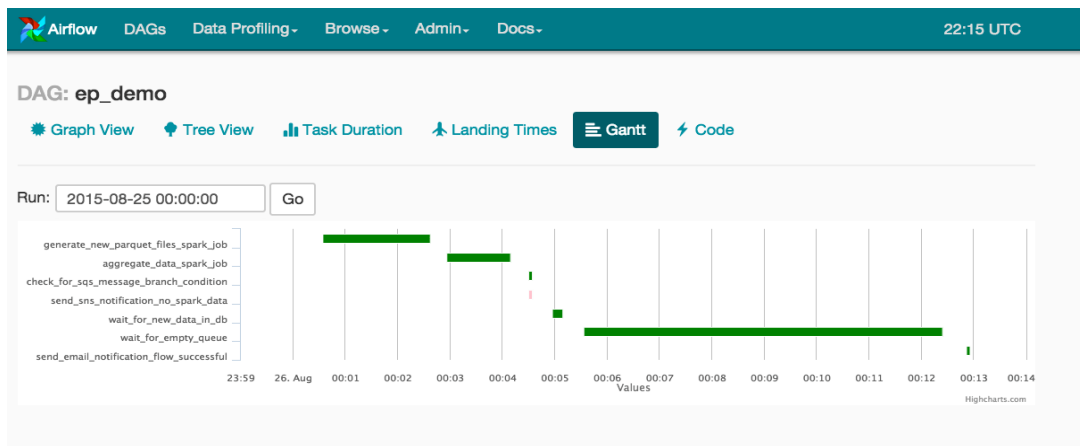 Airflow DAGs Data Profiling Browse Admin Docs 22:15 UTC
DAG: ep_demo
Graph View Tree View Task Duration Landing Times Gantt Code
Run: 2015-08-25 00:00:00 Go
generate_new_parquet_files_spark_job
aggregate_data_spark_job
check_for_sqs_message_branch_condition
send_sns_notification_no_spark_data
wait_for_new_data_in_db
wait_for_empty_queue
send_email_notification_flow_successful
23:59 26. Aug 00:01 00:02 00:03 00:04 00:05 00:06 00:07 00:08 00:09 00:10 00:11 00:12 00:13 00:14
Values
Highcharts.com